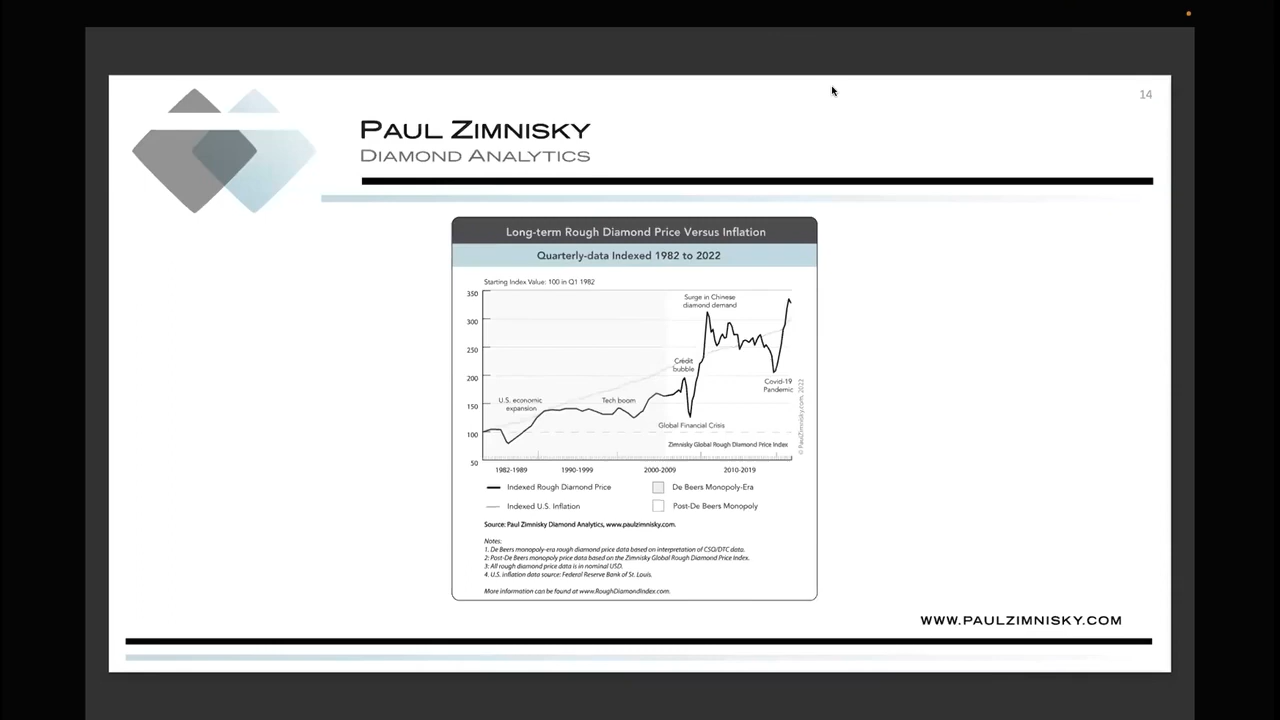 14
PAUL ZIMNISKY
DIAMOND ANALYTICS
Long-term Rough Diamond Price Versus Inflation
Quarterly-data Indexed 1982 to 2022
Starting Index Value: 100 in Q1 1982
350
300
250
200
150
100
50
Surge in Chinese
diamond demand
Credit
bubble
Covid-19
Pandemic
U.S. economic
expansion
Tech boom
Global Financial Crisis
Zimnisky Global Rough Diamond Price Index
© PaulZimnisky.com, 2022
1982-1989 1990-1999 2000-2009 2010-2019
Indexed Rough Diamond Price De Beers Monopoly-Era
Indexed U.S. Inflation Post-De Beers Monopoly
Source: Paul Zimnisky Diamond Analytics, www.paulzimnisky.com.
Notes:
1. De Beers monopoly-era rough diamond price data based on interpretation of CSO/DTC data.
2: Post-De Beers monopoly price data based on the Zimnisky Global Rough Diamond Price Index.
3: All rough diamond price data is in nominal USD.
4. U.S. inflation data source: Federal Reserve Bank of St. Louis.
More information can be found at www.RoughDiamondIndex.com.
WWW.PAULZIMNISKY.COM